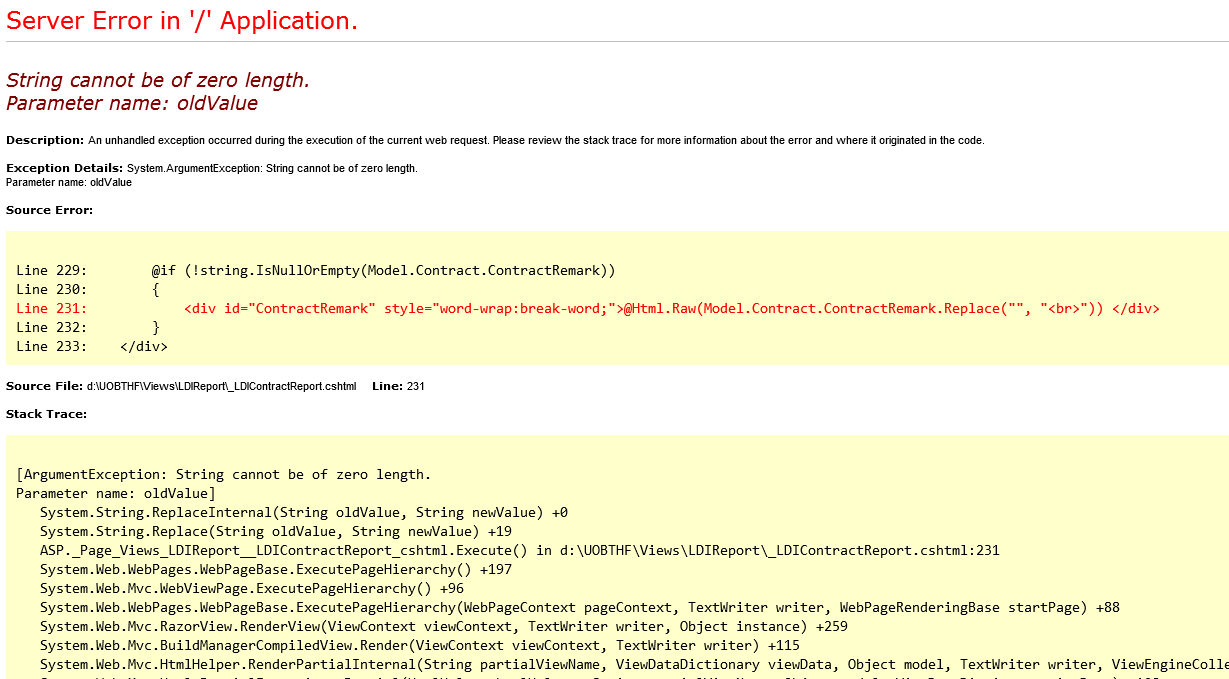 Server Error in '/' Application.
String cannot be of zero length.
Parameter name: oldValue
Description: An unhandled exception occurred during the execution of the current web request. Please review the stack trace for more information about the error and where it originated in the code.
Exception Details: System.ArgumentException: String cannot be of zero length.
Parameter name: oldValue
Source Error:
Line 229:        @if (!string.IsNullOrEmpty(Model.Contract.ContractRemark))
Line 230:        {
Line 231:            <div id="ContractRemark" style="word-wrap:break-word;">@Html.Raw(Model.Contract.ContractRemark.Replace("", "<br>")) </div>
Line 232:        }
Line 233:    </div>
Source File: d:\UOBTHF\Views\LDIReport\_LDIContractReport.cshtml    Line: 231
Stack Trace:
[ArgumentException: String cannot be of zero length.
Parameter name: oldValue]
   System.String.ReplaceInternal(String oldValue, String newValue) +0
   System.String.Replace(String oldValue, String newValue) +19
   ASP._Page_Views_LDIReport__LDIContractReport_cshtml.Execute() in d:\UOBTHF\Views\LDIReport\_LDIContractReport.cshtml:231
   System.Web.WebPages.WebPageBase.ExecutePageHierarchy() +197
   System.Web.Mvc.WebViewPage.ExecutePageHierarchy() +96
   System.Web.WebPages.WebPageBase.ExecutePageHierarchy(WebPageContext pageContext, TextWriter writer, WebPageRenderingBase startPage) +88
   System.Web.Mvc.RazorView.RenderView(ViewContext viewContext, TextWriter writer, Object instance) +259
   System.Web.Mvc.BuildManagerCompiledView.Render(ViewContext viewContext, TextWriter writer) +115
   System.Web.Mvc.HtmlHelper.RenderPartialInternal(String partialViewName, ViewDataDictionary viewData, Object model, TextWriter writer, ViewEngineColle